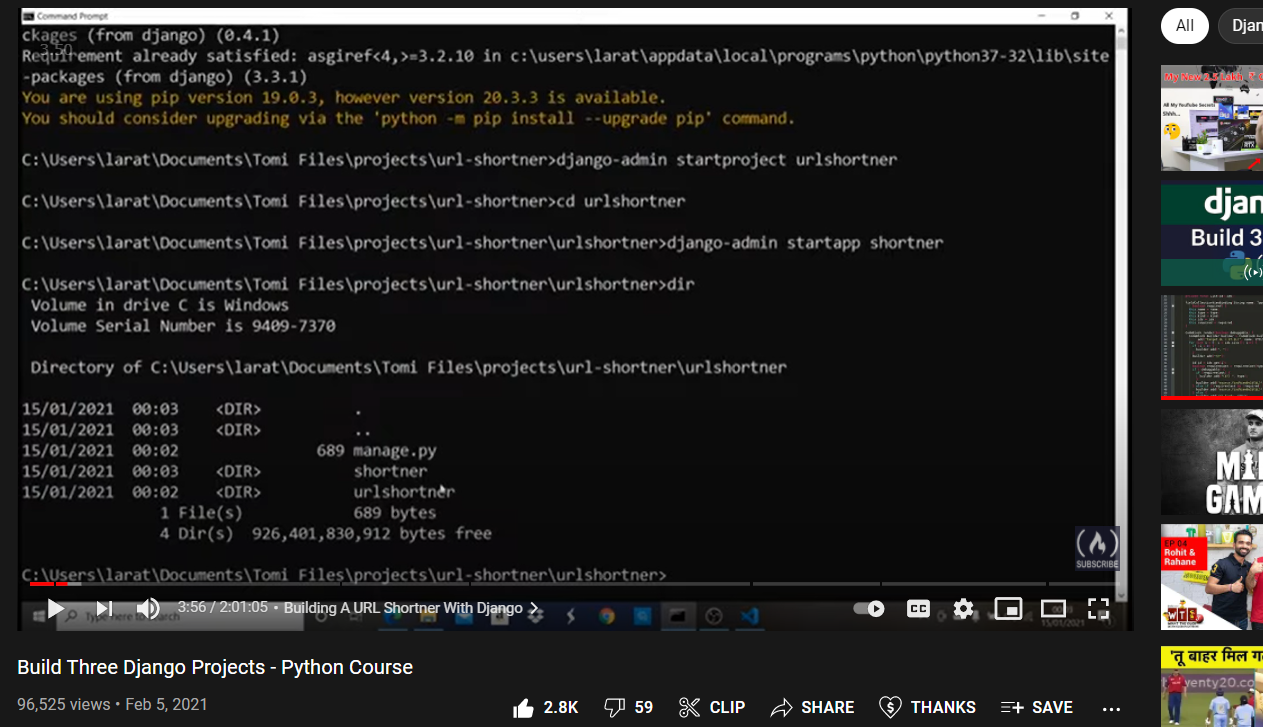 Command Prompt
ckages (from django) (0.4.1)
3.50
Requirement already satisfied: asgiref<4,>=3.2.10 in c:\users\larat\appdata\local\programs\python\python37-32\lib\site
-packages (from django) (3.3.1)
You are using pip version 19.0.3, however version 20.3.3 is available.
You should consider upgrading via the 'python -m pip install --upgrade pip' command.
C:\Users\larat\Documents\Tomi Files\projects\url-shortner>django-admin startproject urlshortner
C:\Users\larat\Documents\Tomi Files\projects\url-shortner>cd urlshortner
C:\Users\larat\Documents\Tomi Files\projects\url-shortner\urlshortner>django-admin startapp shortner
C:\Users\larat\Documents\Tomi Files\projects\url-shortner\urlshortner>dir
Volume in drive C is Windows
Volume Serial Number is 9409-7370
Directory of C:\Users\larat\Documents\Tomi Files\projects\url-shortner\urlshortner
15/01/2021 00:03 <DIR> .
15/01/2021 00:03 <DIR> ..
15/01/2021 00:02 689 manage.py
15/01/2021 00:03 <DIR> shortner
15/01/2021 00:02 <DIR> urlshortner
1 File(s) 689 bytes
4 Dir(s) 926,401,830,912 bytes free
C:\Users\larat\Documents\Tomi Files\projects\url-shortner\urlshortner>
SUBSCRIBE
3:56 / 2:01:05 • Building A URL Shortner With Django >
Type here to search
CC
15/01/2021
Build Three Django Projects - Python Course
96,525 views • Feb 5, 2021
2.8K 59 CLIP SHARE THANKS SAVE ...
All Djan
My New 2.5 Lakh
All My YouTube Secrets
Shhh...
djan
Build 3
MI
GAM
EP 04
Rohit &
Rahane
WTS
'तू बाहर मिल ग
wenty20.co